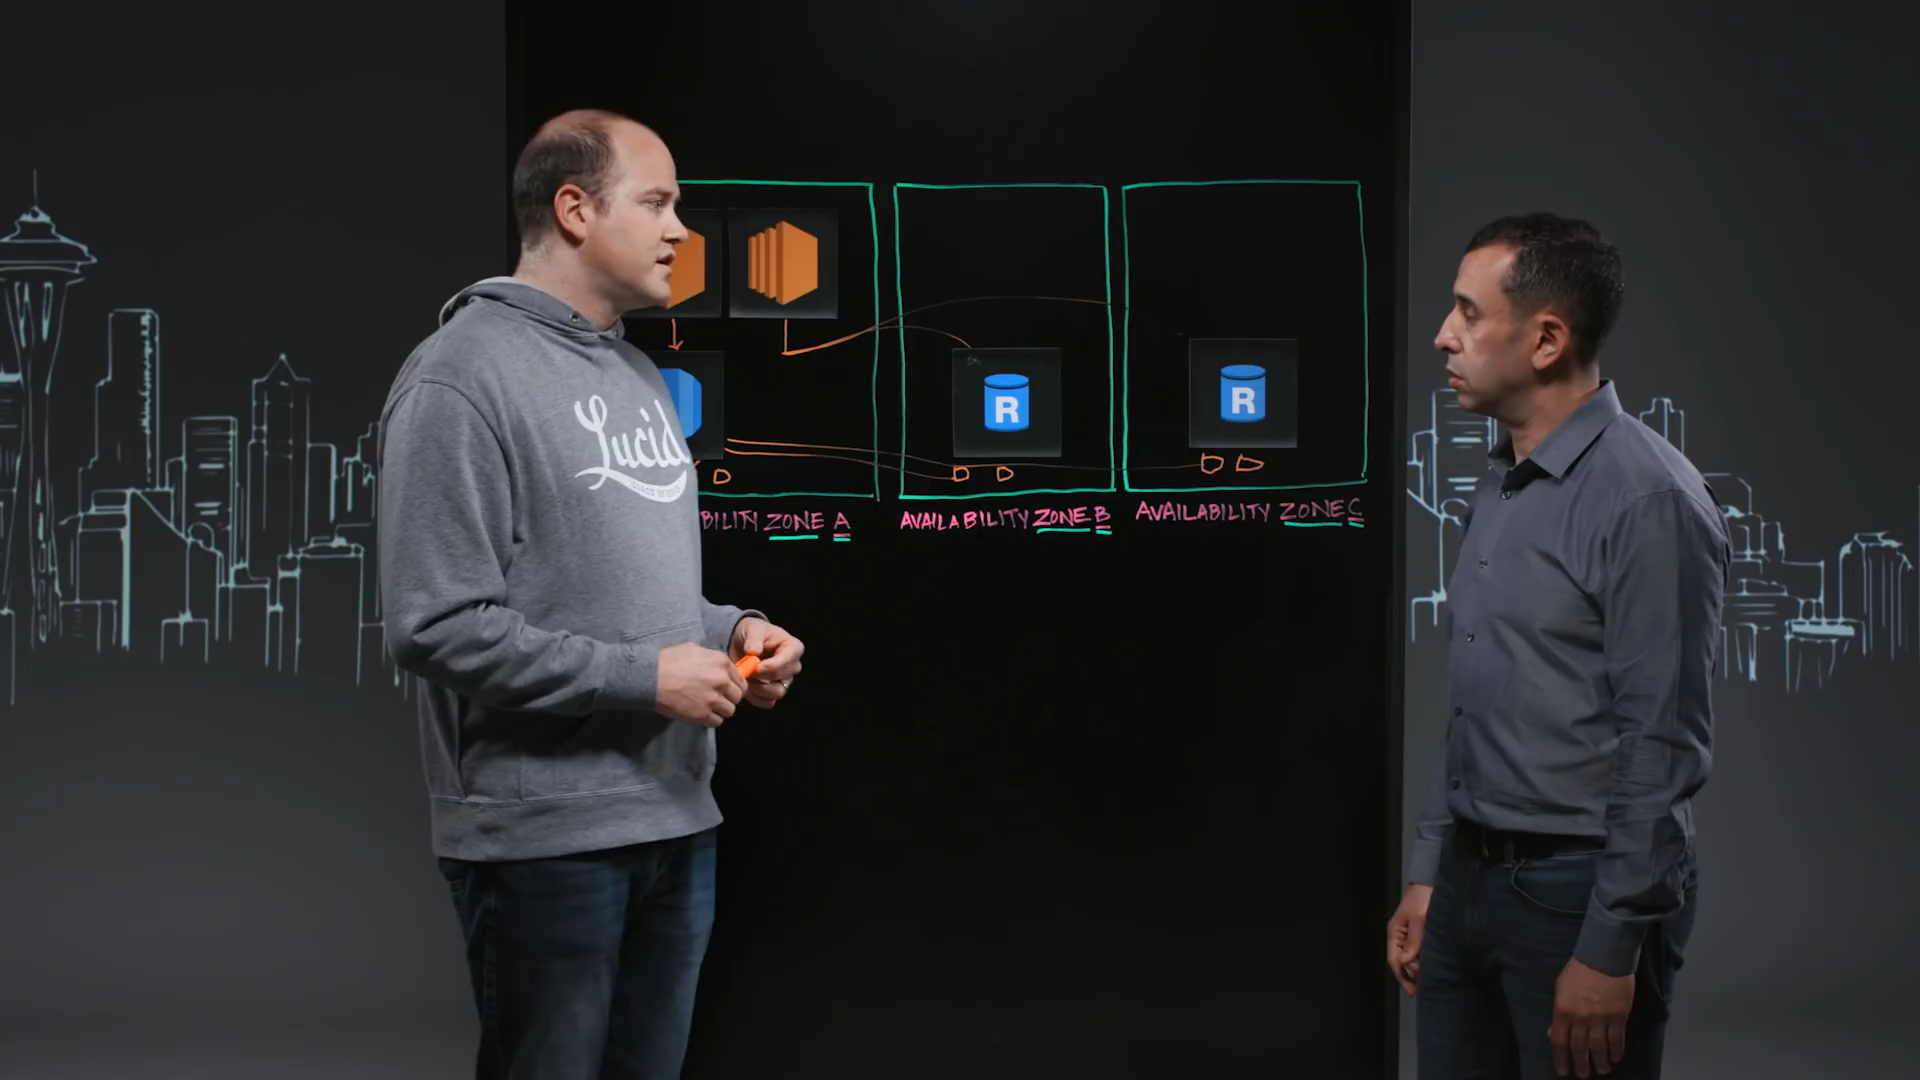 Lucid
R
R
BILITY ZONE A
AVAILABILITY ZONE B
AVAILABILITY ZONE C